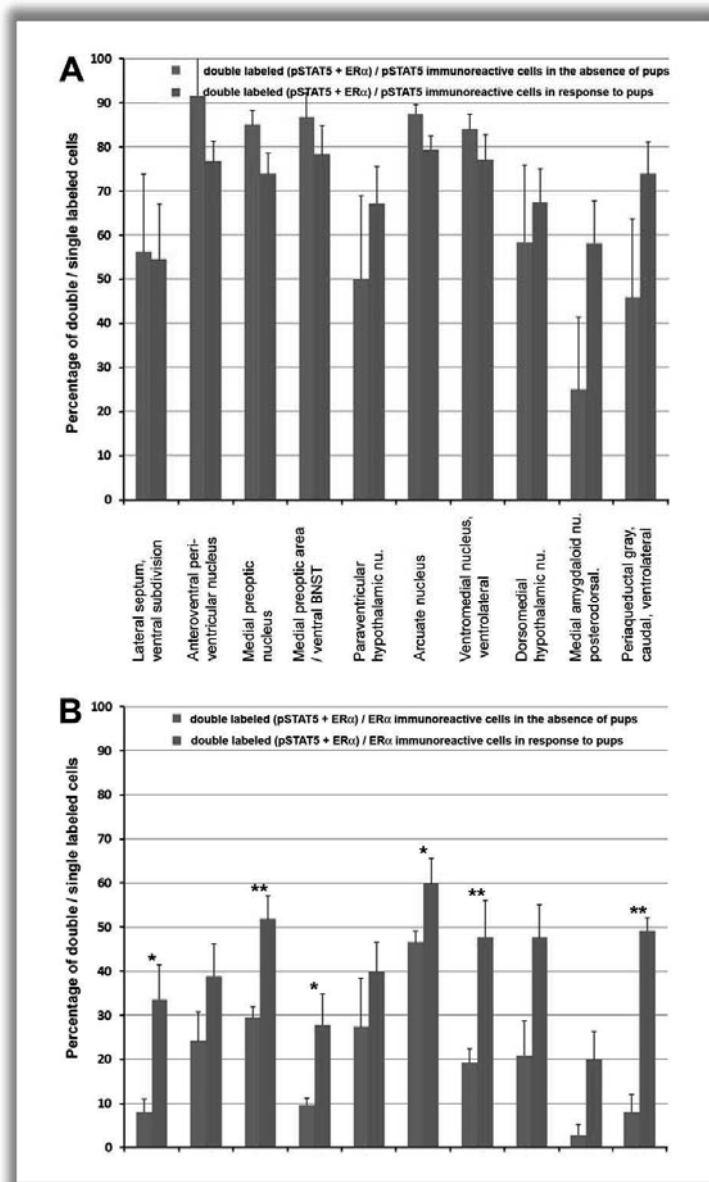 A
double labeled (pSTAT5 + ERα) / pSTAT5 immunoreactive cells in the absence of pups
double labeled (pSTAT5 + ERα) / pSTAT5 immunoreactive cells in response to pups
Percentage of double / single labeled cells
100
90
80
70
60
50
40
30
20
10
0
Lateral septum,
ventral subdivision
Anteroventral peri-
ventricular nucleus
Medial preoptic
nucleus
Medial preoptic area
/ ventral BNST
Paraventricular
hypothalamic nu.
Arcuate nucleus
Ventromedial nucleus,
ventrolateral
Dorsomedial
hypothalamic nu.
Medial amygdaloid nu.
posterodorsal.
Periaqueductal gray,
caudal, ventrolateral
B
double labeled (pSTAT5 + ERα) / ERα immunoreactive cells in the absence of pups
double labeled (pSTAT5 + ERα) / ERα immunoreactive cells in response to pups
Percentage of double / single labeled cells
100
90
80
70
60
50
40
30
20
10
0
*
**
*
*
**
**